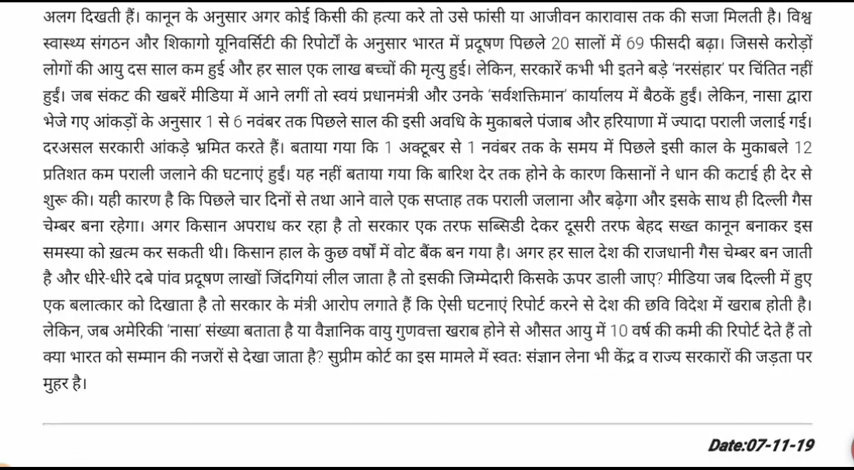 अलग दिखती हैं। कानून के अनुसार अगर कोई किसी की हत्या करे तो उसे फांसी या आजीवन कारावास तक की सजा मिलती है। विश्व
स्वास्थ्य संगठन और शिकागो यूनिवर्सिटी की रिपोर्टों के अनुसार भारत में प्रदूषण पिछले 20 सालों में 69 फीसदी बढ़ा। जिससे करोड़ों
लोगों की आयु दस साल कम हुई और हर साल एक लाख बच्चों की मृत्यु हुई। लेकिन, सरकारें कभी भी इतने बड़े 'नरसंहार' पर चिंतित नहीं
हुईं। जब संकट की खबरें मीडिया में आने लगीं तो स्वयं प्रधानमंत्री और उनके 'सर्वशक्तिमान' कार्यालय में बैठकें हुईं। लेकिन, नासा द्वारा
भेजे गए आंकड़ों के अनुसार 1 से 6 नवंबर तक पिछले साल की इसी अवधि के मुकाबले पंजाब और हरियाणा में ज्यादा पराली जलाई गई।
दरअसल सरकारी आंकड़े भ्रमित करते हैं। बताया गया कि 1 अक्टूबर से 1 नवंबर तक के समय में पिछले इसी काल के मुकाबले 12
प्रतिशत कम पराली जलाने की घटनाएं हुईं। यह नहीं बताया गया कि बारिश देर तक होने के कारण किसानों ने धान की कटाई ही देर से
शुरू की। यही कारण है कि पिछले चार दिनों से तथा आने वाले एक सप्ताह तक पराली जलाना और बढ़ेगा और इसके साथ ही दिल्ली गैस
चेम्बर बना रहेगा। अगर किसान अपराध कर रहा है तो सरकार एक तरफ सब्सिडी देकर दूसरी तरफ बेहद सख्त कानून बनाकर इस
समस्या को ख़त्म कर सकती थी। किसान हाल के कुछ वर्षों में वोट बैंक बन गया है। अगर हर साल देश की राजधानी गैस चेम्बर बन जाती
है और धीरे-धीरे दबे पांव प्रदूषण लाखों जिंदगियां लील जाता है तो इसकी जिम्मेदारी किसके ऊपर डाली जाए? मीडिया जब दिल्ली में हुए
एक बलात्कार को दिखाता है तो सरकार के मंत्री आरोप लगाते हैं कि ऐसी घटनाएं रिपोर्ट करने से देश की छवि विदेश में खराब होती है।
लेकिन, जब अमेरिकी 'नासा' संख्या बताता है या वैज्ञानिक वायु गुणवत्ता खराब होने से औसत आयु में 10 वर्ष की कमी की रिपोर्ट देते हैं तो
क्या भारत को सम्मान की नजरों से देखा जाता है? सुप्रीम कोर्ट का इस मामले में स्वतः संज्ञान लेना भी केंद्र व राज्य सरकारों की जड़ता पर
मुहर है।
Date:07-11-19